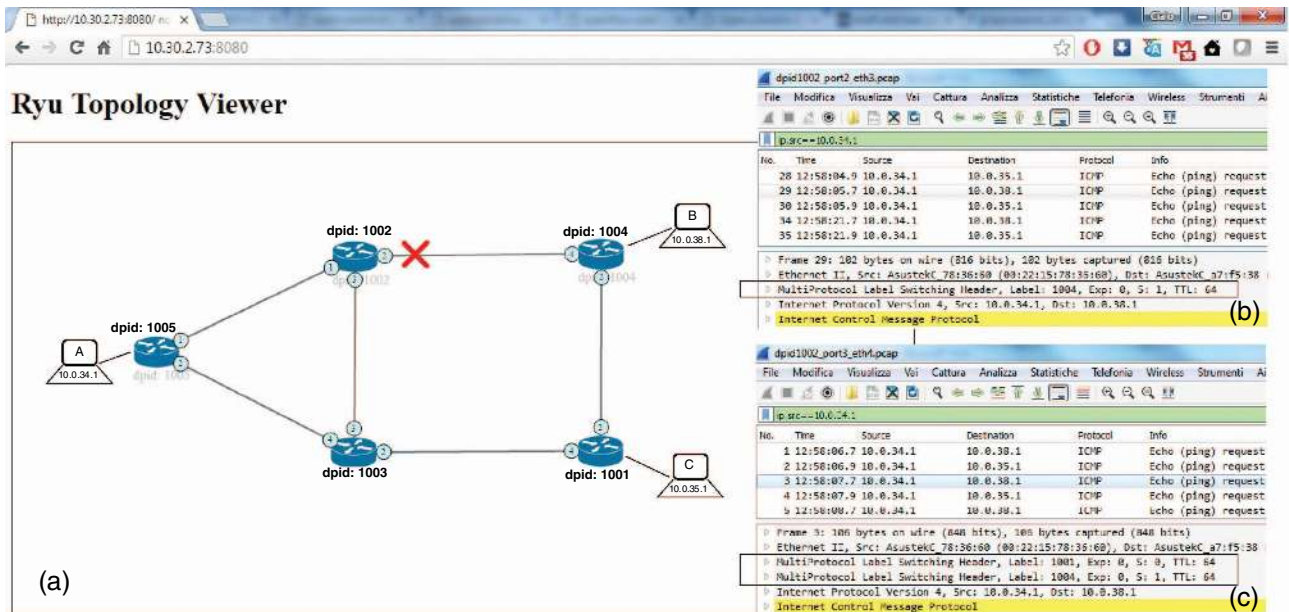 http://10.30.2.73:8080/
10.30.2.73:8080
Ryu Topology Viewer
dpid: 1002
dpid: 1004
B
10.0.38.1
1
2
3
4
dpid: 1002
1004
dpid: 1005
A
10.0.34.1
1
2
dpid: 1005
4
2
dpid: 1003
2
4
dpid: 1001
C
10.0.35.1
(a)
dpid1002_port2_eth3.pcap
File Modifica Visualizza Vai Cattura Analizza Statistiche Telefonia Wireless Strumenti
ip.src==10.0.34.1
No. Time Source Destination Protocol Info
28 12:58:04.9 10.0.34.1 10.0.35.1 ICMP Echo (ping) request
29 12:58:05.7 10.0.34.1 10.0.38.1 ICMP Echo (ping) request
30 12:58:05.9 10.0.34.1 10.0.35.1 ICMP Echo (ping) request
34 12:58:21.7 10.0.34.1 10.0.38.1 ICMP Echo (ping) request
35 12:58:21.9 10.0.34.1 10.0.35.1 ICMP Echo (ping) request
Frame 29: 102 bytes on wire (816 bits), 102 bytes captured (816 bits)
Ethernet II, Src: AsustekC_78:36:60 (00:22:15:78:36:60), Dst: AsustekC_a7:f5:38
MultiProtocol Label Switching Header, Label: 1004, Exp: 0, S: 1, TTL: 64
Internet Protocol Version 4, Src: 10.0.34.1, Dst: 10.0.38.1
Internet Control Message Protocol
(b)
dpid1002_port3_eth4.pcap
File Modifica Visualizza Vai Cattura Analizza Statistiche Telefonia Wireless Strumenti
ip.src==10.0.34.1
No. Time Source Destination Protocol Info
1 12:58:06.7 10.0.34.1 10.0.38.1 ICMP Echo (ping) request
2 12:58:06.9 10.0.34.1 10.0.35.1 ICMP Echo (ping) request
3 12:58:07.7 10.0.34.1 10.0.38.1 ICMP Echo (ping) request
4 12:58:07.9 10.0.34.1 10.0.35.1 ICMP Echo (ping) request
5 12:58:08.7 10.0.34.1 10.0.38.1 ICMP Echo (ping) request
Frame 3: 106 bytes on wire (848 bits), 106 bytes captured (848 bits)
Ethernet II, Src: AsustekC_78:36:60 (00:22:15:78:36:60), Dst: AsustekC_a7:f5:38
MultiProtocol Label Switching Header, Label: 1001, Exp: 0, S: 0, TTL: 64
MultiProtocol Label Switching Header, Label: 1004, Exp: 0, S: 1, TTL: 64
Internet Protocol Version 4, Src: 10.0.34.1, Dst: 10.0.38.1
Internet Control Message Protocol
(c)